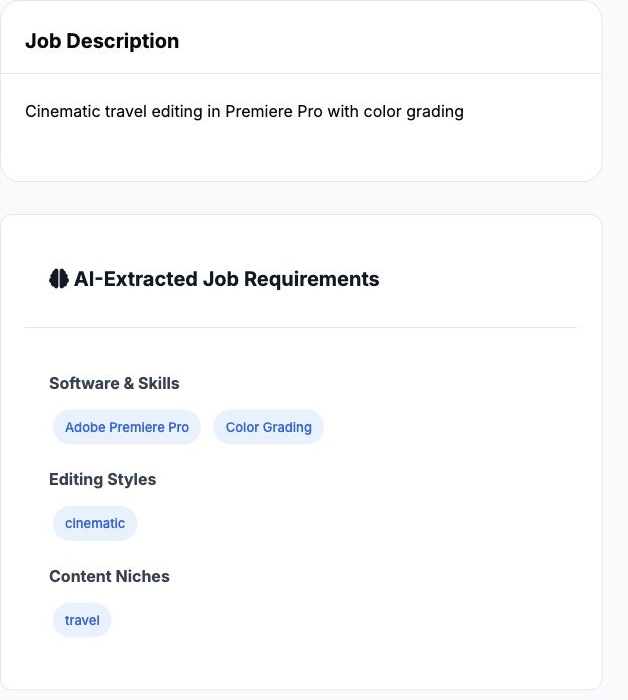 Job Description
Cinematic travel editing in Premiere Pro with color grading
AI-Extracted Job Requirements
Software & Skills
Adobe Premiere Pro Color Grading
Editing Styles
cinematic
Content Niches
travel